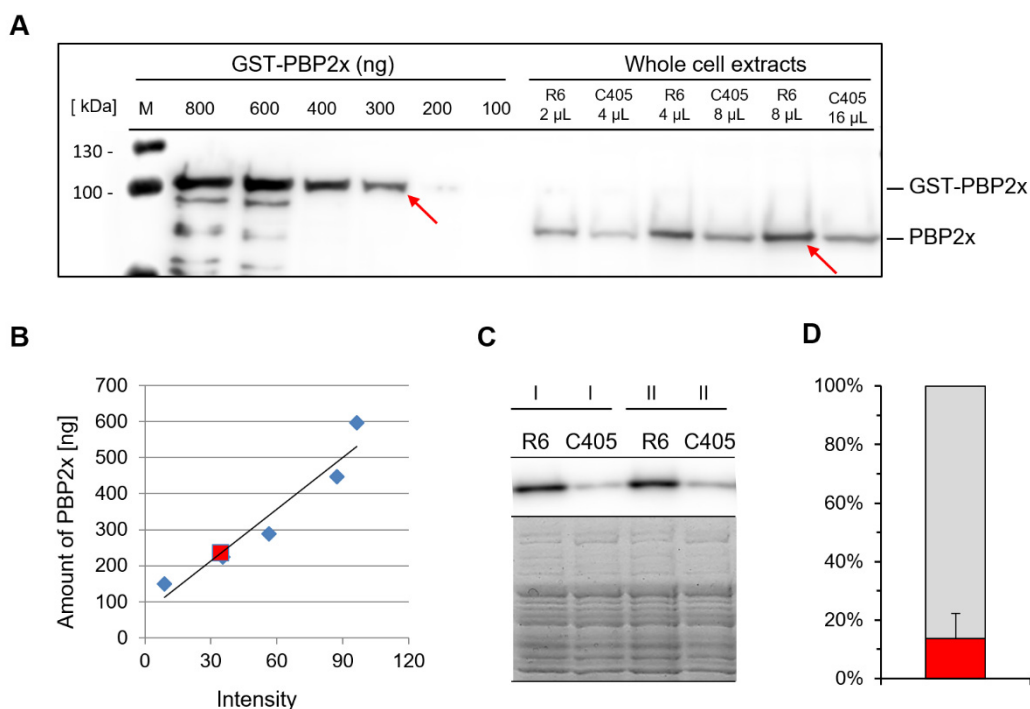 A
GST-PBP2x (ng)
Whole cell extracts
[ kDa] M 800 600 400 300 200 100
R6 C405 R6 C405 R6 C405
2 µL 4 µL 4 µL 8 µL 8 µL 16 µL
130 -
100 -
GST-PBP2x
PBP2x
B
700
600
500
400
300
200
100
0
0 30 60 90 120
Amount of PBP2x [ng]
Intensity
C
I I II II
R6 C405 R6 C405
D
100%
80%
60%
40%
20%
0%